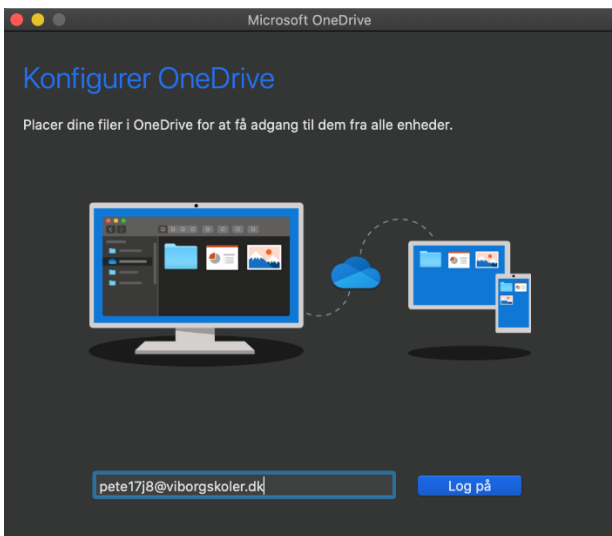 Microsoft OneDrive
Konfigurer OneDrive
Placer dine filer i OneDrive for at få adgang til dem fra alle enheder.
pete17j8@viborgskoler.dk
Log på